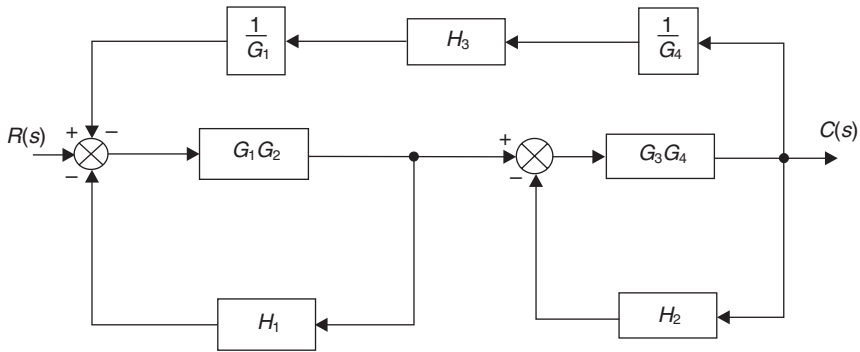 1
G1
H3
1
G4
R(s)
+
−
−
G1G2
+
−
G3G4
C(s)
H1
H2